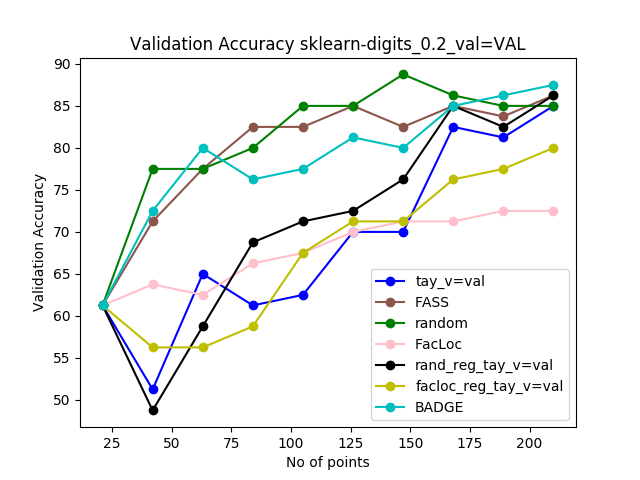 Validation Accuracy sklearn-digits_0.2_val=VAL
90
85
80
75
70
65
60
55
50
Validation Accuracy
25
50
75
100
125
150
175
200
No of points
tay_v=val
FASS
random
FacLoc
rand_reg_tay_v=val
facloc_reg_tay_v=val
BADGE